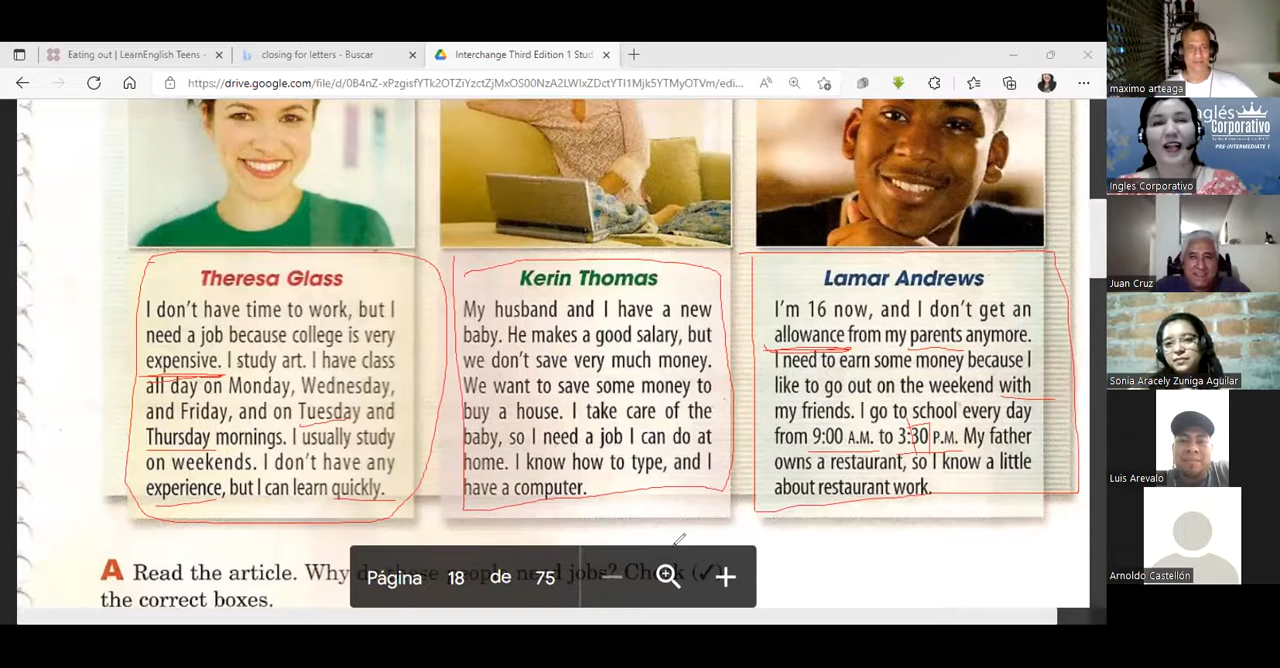 Eating out | LearnEnglish Teens -
closing for letters - Buscar
Interchange Third Edition 1 Stud
https://drive.google.com/file/d/0B4nZ-xPzgisfYTk2OTZiYzctZjMxOS00NzA2LWIxZDctYTI1Mjk5YTMyOTVm/edi...
Theresa Glass
I don't have time to work, but I
need a job because college is very
expensive. I study art. I have class
all day on Monday, Wednesday,
and Friday, and on Tuesday and
Thursday mornings. I usually study
on weekends. I don't have any
experience, but I can learn quickly.
Kerin Thomas
My husband and I have a new
baby. He makes a good salary, but
we don't save very much money.
We want to save some money to
buy a house. I take care of the
baby, so I need a job I can do at
home. I know how to type, and I
have a computer.
Lamar Andrews
I'm 16 now, and I don't get an
allowance from my parents anymore.
I need to earn some money because I
like to go out on the weekend with
my friends. I go to school every day
from 9:00 A.M. to 3:30 P.M. My father
owns a restaurant, so I know a little
about restaurant work.
A Read the article. Why do these people need jobs? Check (✓)
the correct boxes.
Página 18 de 75
maximo arteaga
nglés
Corporativo
PRE-INTERMEDIATE 1
Ingles Corporativo
Juan Cruz
Sonia Aracely Zuniga Aguilar
Luis Arevalo
Arnoldo Castellón